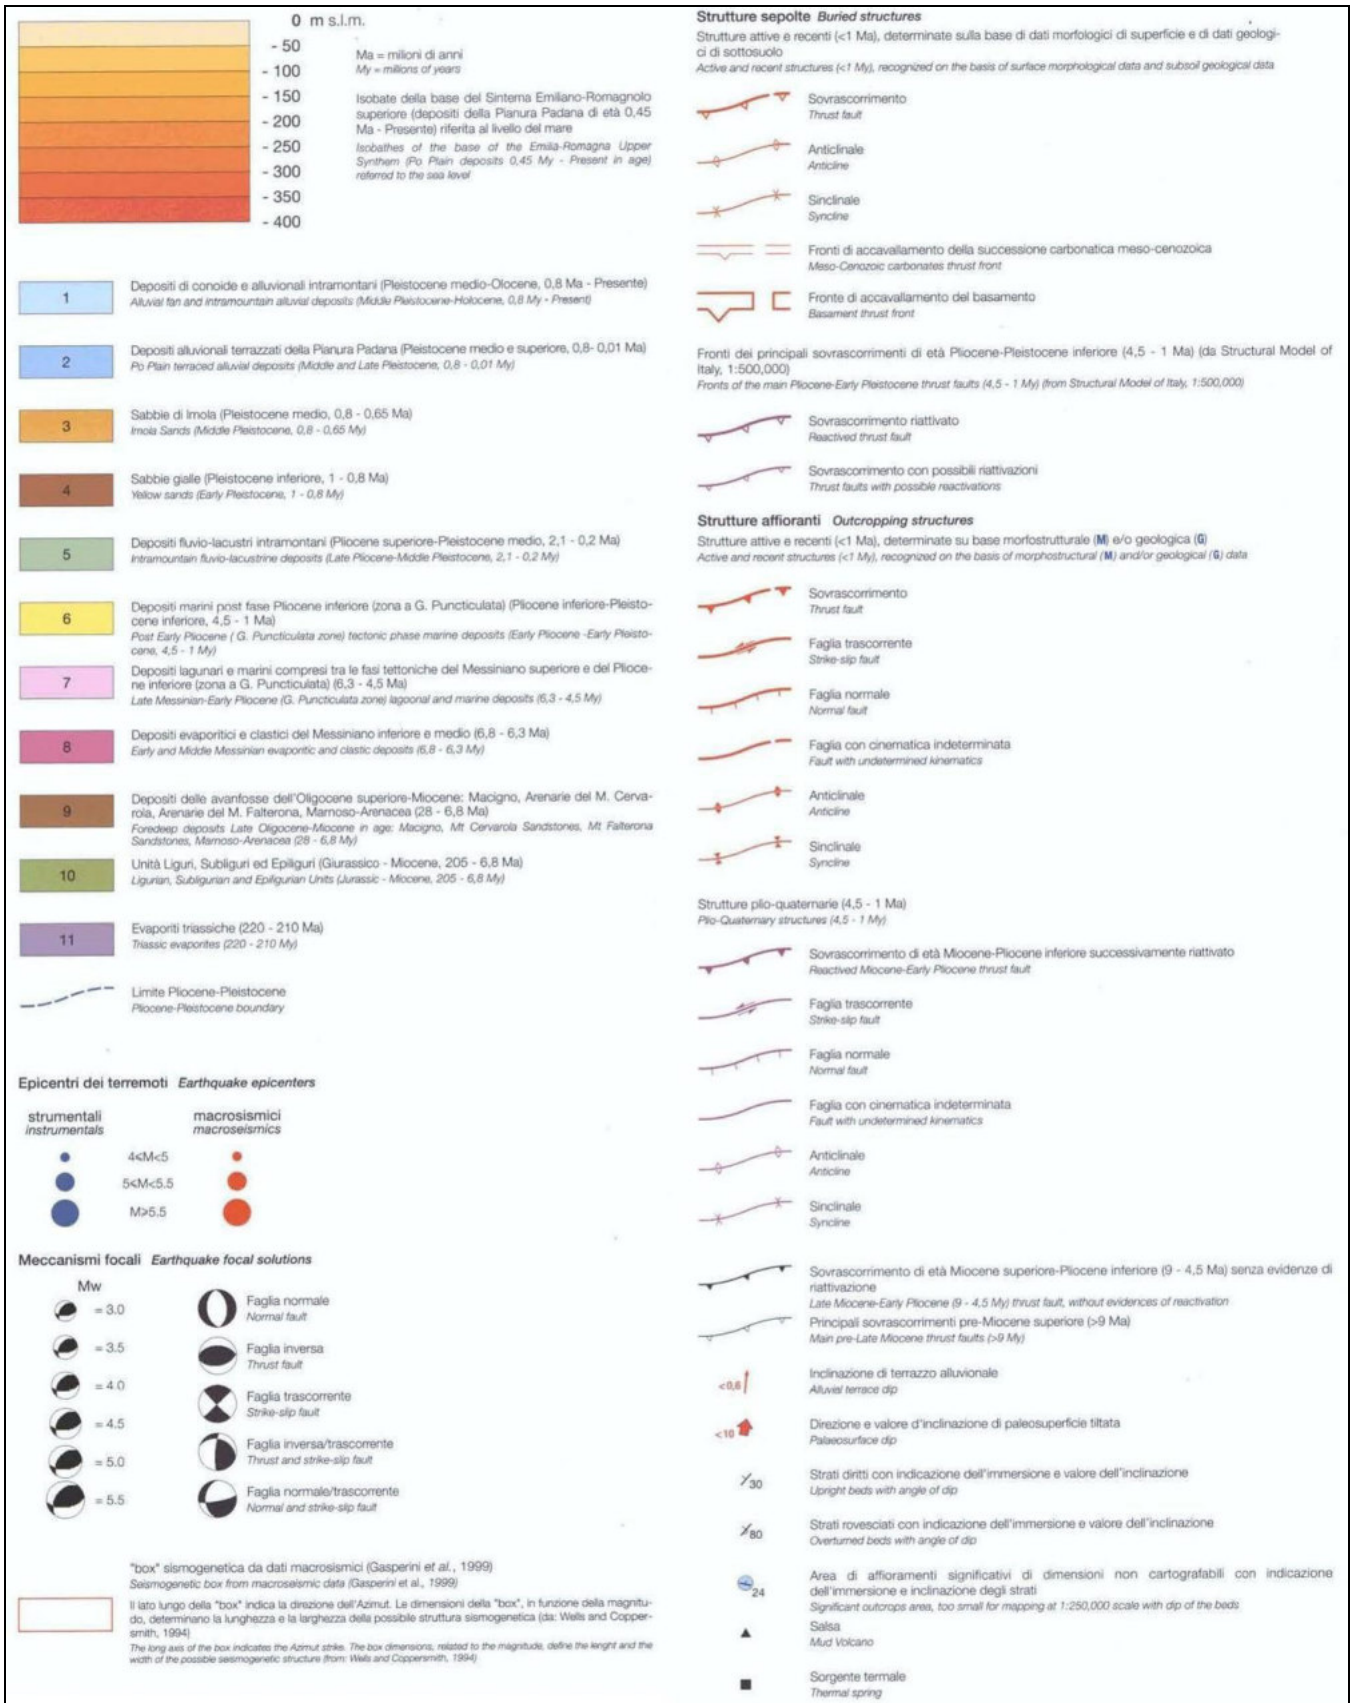 0 m s.l.m.
- 50
- 100
- 150
- 200
- 250
- 300
- 350
- 400
Ma = milioni di anni
My = millions of years
Isobate della base del Sintema Emiliano-Romagnolo
superiore (depositi della Pianura Padana di età 0,45
Ma - Presente) riferita al livello del mare
Isobathes of the base of the Emilia-Romagna Upper
Synthem (Po Plain deposits 0,45 My - Present in age)
referred to the sea level
1
Depositi di conoide e alluvionali intramontani (Pleistocene medio-Olocene, 0,8 Ma - Presente)
Alluvial fan and intramountain alluvial deposits (Middle Pleistocene-Holocene, 0,8 My - Present)
2
Depositi alluvionali terrazzati della Pianura Padana (Pleistocene medio e superiore, 0,8- 0,01 Ma)
Po Plain terraced alluvial deposits (Middle and Late Pleistocene, 0,8 - 0,01 My)
3
Sabbie di Imola (Pleistocene medio, 0,8 - 0,65 Ma)
Imola Sands (Middle Pleistocene, 0,8 - 0,65 My)
4
Sabbie gialle (Pleistocene inferiore, 1 - 0,8 Ma)
Yellow sands (Early Pleistocene, 1 - 0,8 My)
5
Depositi fluvio-lacustri intramontani (Pliocene superiore-Pleistocene medio, 2,1 - 0,2 Ma)
Intramountain fluvio-lacustrine deposits (Late Pliocene-Middle Pleistocene, 2,1 - 0,2 My)
6
Depositi marini post fase Pliocene inferiore (zona a G. Puncticulata) (Pliocene inferiore-Pleisto-
cene inferiore, 4,5 - 1 Ma)
Post Early Pliocene ( G. Puncticulata zone) tectonic phase marine deposits (Early Pliocene -Early Pleisto-
cene, 4,5 - 1 My)
7
Depositi lagunari e marini compresi tra le fasi tettoniche del Messiniano superiore e del Plioce-
ne inferiore (zona a G. Puncticulata) (6,3 - 4,5 Ma)
Late Messinian-Early Pliocene (G. Puncticulata zone) lagoonal and marine deposits (6,3 - 4,5 My)
8
Depositi evaporitici e clastici del Messiniano inferiore e medio (6,8 - 6,3 Ma)
Early and Middle Messinian evaporitic and clastic deposits (6,8 - 6,3 My)
9
Depositi delle avanfosse dell'Oligocene superiore-Miocene: Macigno, Arenarie del M. Cerva-
rola, Arenarie del M. Falterona, Marnoso-Arenacea (28 - 6,8 Ma)
Foredeep deposits Late Oligocene-Miocene in age: Macigno, Mt Cervarola Sandstones, Mt Falterona
Sandstones, Marnoso-Arenacea (28 - 6,8 My)
10
Unità Liguri, Subliguri ed Epiliguri (Giurassico - Miocene, 205 - 6,8 Ma)
Ligurian, Subligurian and Epiligurian Units (Jurassic - Miocene, 205 - 6,8 My)
11
Evaporiti triassiche (220 - 210 Ma)
Triassic evaporites (220 - 210 My)
Limite Pliocene-Pleistocene
Pliocene-Pleistocene boundary
Epicentri dei terremoti Earthquake epicenters
strumentali macrosismici
instrumentals macroseismics
4<M<5
5<M<5.5
M≥5.5
Meccanismi focali Earthquake focal solutions
Mw
= 3.0
= 3.5
= 4.0
= 4.5
= 5.0
= 5.5
Faglia normale
Normal fault
Faglia inversa
Thrust fault
Faglia trascorrente
Strike-slip fault
Faglia inversa/trascorrente
Thrust and strike-slip fault
Faglia normale/trascorrente
Normal and strike-slip fault
"box" sismogenetica da dati macrosismici (Gasperini et al., 1999)
Seismogenetic box from macroseismic data (Gasperini et al., 1999)
Il lato lungo della "box" indica la direzione dell'Azimut. Le dimensioni della "box", in funzione della magnitu-
do, determinano la lunghezza e la larghezza della possibile struttura sismogenetica (da: Wells and Copper-
smith, 1994)
The long axis of the box indicates the Azimut strike. The box dimensions, related to the magnitude, define the lenght and the
width of the possible seismogenetic structure (from: Wells and Coppersmith, 1994)
Strutture sepolte Buried structures
Strutture attive e recenti (<1 Ma), determinate sulla base di dati morfologici di superficie e di dati geologi-
ci di sottosuolo
Active and recent structures (<1 My), recognized on the basis of surface morphological data and subsoil geological data
Sovrascorrimento
Thrust fault
Anticlinale
Anticline
Sinclinale
Syncline
Fronti di accavallamento della successione carbonatica meso-cenozoica
Meso-Cenozoic carbonates thrust front
Fronte di accavallamento del basamento
Basament thrust front
Fronti dei principali sovrascorrimenti di età Pliocene-Pleistocene inferiore (4,5 - 1 Ma) (da Structural Model of
Italy, 1:500,000)
Fronts of the main Pliocene-Early Pleistocene thrust faults (4,5 - 1 My) (from Structural Model of Italy, 1:500,000)
Sovrascorrimento riattivato
Reactived thrust fault
Sovrascorrimento con possibili riattivazioni
Thrust faults with possible reactivations
Strutture affioranti Outcropping structures
Strutture attive e recenti (<1 Ma), determinate su base morfostrutturale (M) e/o geologica (G)
Active and recent structures (<1 My), recognized on the basis of morphostructural (M) and/or geological (G) data
Sovrascorrimento
Thrust fault
Faglia trascorrente
Strike-slip fault
Faglia normale
Normal fault
Faglia con cinematica indeterminata
Fault with undetermined kinematics
Anticlinale
Anticline
Sinclinale
Syncline
Strutture plio-quaternarie (4,5 - 1 Ma)
Plio-Quaternary structures (4,5 - 1 My)
Sovrascorrimento di età Miocene-Pliocene inferiore successivamente riattivato
Reactived Miocene-Early Pliocene thrust fault
Faglia trascorrente
Strike-slip fault
Faglia normale
Normal fault
Faglia con cinematica indeterminata
Fault with undetermined kinematics
Anticlinale
Anticline
Sinclinale
Syncline
Sovrascorrimento di età Miocene superiore-Pliocene inferiore (9 - 4,5 Ma) senza evidenze di
riattivazione
Late Miocene-Early Pliocene (9 - 4,5 My) thrust fault, without evidences of reactivation
Principali sovrascorrimenti pre-Miocene superiore (>9 Ma)
Main pre-Late Miocene thrust faults (>9 My)
<0,6
Inclinazione di terrazzo alluvionale
Alluvial terrace dip
<10
Direzione e valore d'inclinazione di paleosuperficie tiltata
Palaeosurface dip
30
Strati diritti con indicazione dell'immersione e valore dell'inclinazione
Upright beds with angle of dip
80
Strati rovesciati con indicazione dell'immersione e valore dell'inclinazione
Overturned beds with angle of dip
24
Area di affioramenti significativi di dimensioni non cartografabili con indicazione
dell'immersione e inclinazione degli strati
Significant outcrops area, too small for mapping at 1:250,000 scale with dip of the beds
Salsa
Mud Volcano
Sorgente termale
Thermal spring